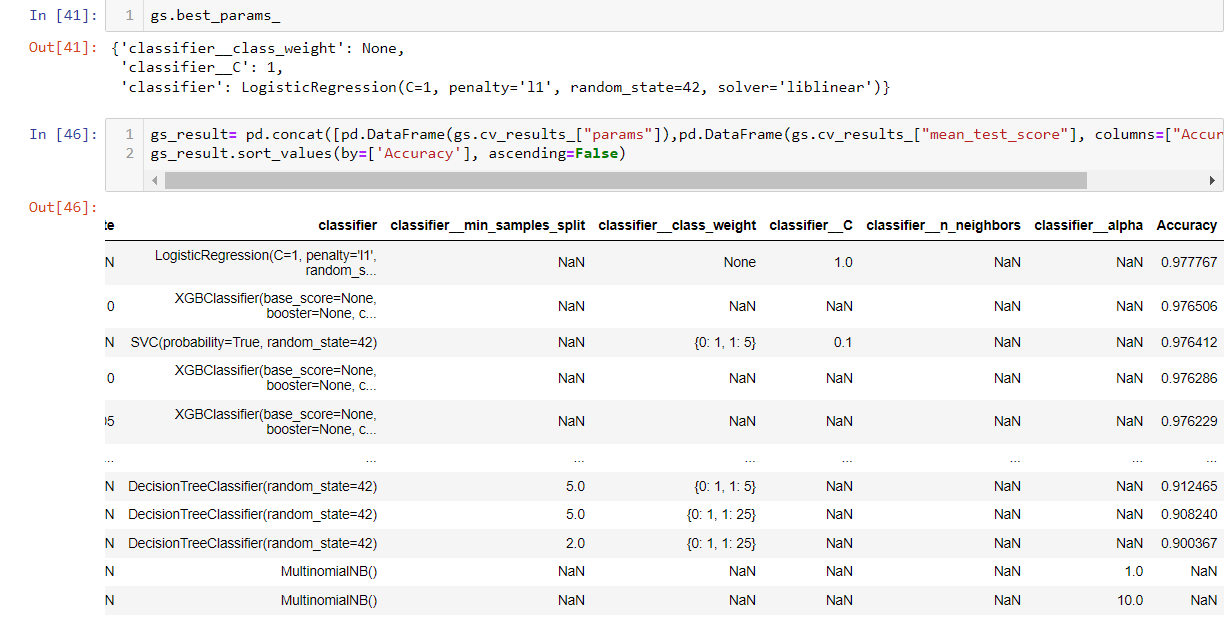 In [41]: 1 gs.best_params_
Out[41]: {'classifier__class_weight': None,
'classifier__C': 1,
'classifier': LogisticRegression(C=1, penalty='l1', random_state=42, solver='liblinear')}
In [46]: 1 gs_result= pd.concat([pd.DataFrame(gs.cv_results_["params"]),pd.DataFrame(gs.cv_results_["mean_test_score"], columns=["Accur
2 gs_result.sort_values(by=['Accuracy'], ascending=False)
Out[46]:
te classifier classifier__min_samples_split classifier__class_weight classifier__C classifier__n_neighbors classifier__alpha Accuracy
N LogisticRegression(C=1, penalty='l1',
random_s... NaN None 1.0 NaN NaN 0.977767
0 XGBClassifier(base_score=None,
booster=None, c... NaN NaN NaN NaN NaN 0.976506
N SVC(probability=True, random_state=42) NaN {0: 1, 1: 5} 0.1 NaN NaN 0.976412
0 XGBClassifier(base_score=None,
booster=None, c... NaN NaN NaN NaN NaN 0.976286
05 XGBClassifier(base_score=None,
booster=None, c... NaN NaN NaN NaN NaN 0.976229
... ... ... ... ... ... ... ...
N DecisionTreeClassifier(random_state=42) 5.0 {0: 1, 1: 5} NaN NaN NaN 0.912465
N DecisionTreeClassifier(random_state=42) 5.0 {0: 1, 1: 25} NaN NaN NaN 0.908240
N DecisionTreeClassifier(random_state=42) 2.0 {0: 1, 1: 25} NaN NaN NaN 0.900367
N MultinomialNB() NaN NaN NaN NaN 1.0 NaN
N MultinomialNB() NaN NaN NaN NaN 10.0 NaN